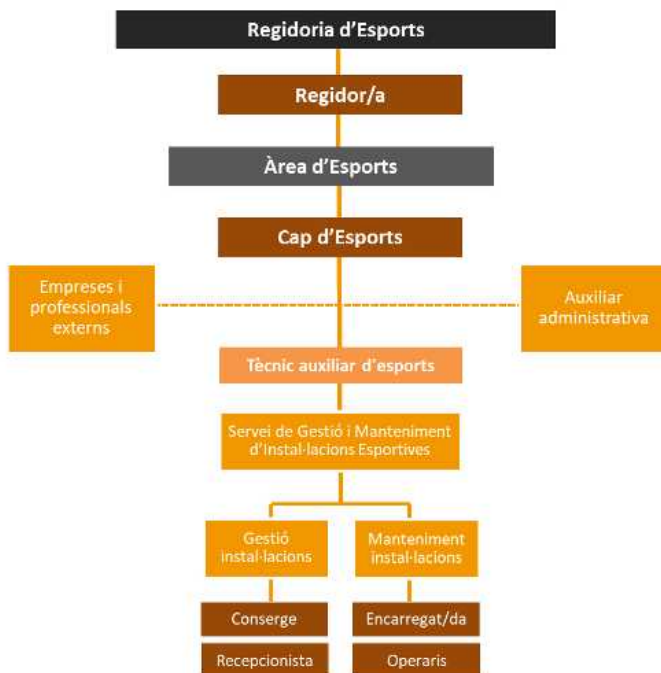 Regidoria d'Esports
Regidor/a
Àrea d'Esports
Cap d'Esports
Empreses i
professionals
externs
Auxiliar
administrativa
Tècnic auxiliar d'esports
Servei de Gestió i Manteniment
d'Instal·lacions Esportives
Gestió
instal·lacions
Manteniment
instal·lacions
Conserge
Encarregat/da
Recepcionista
Operaris